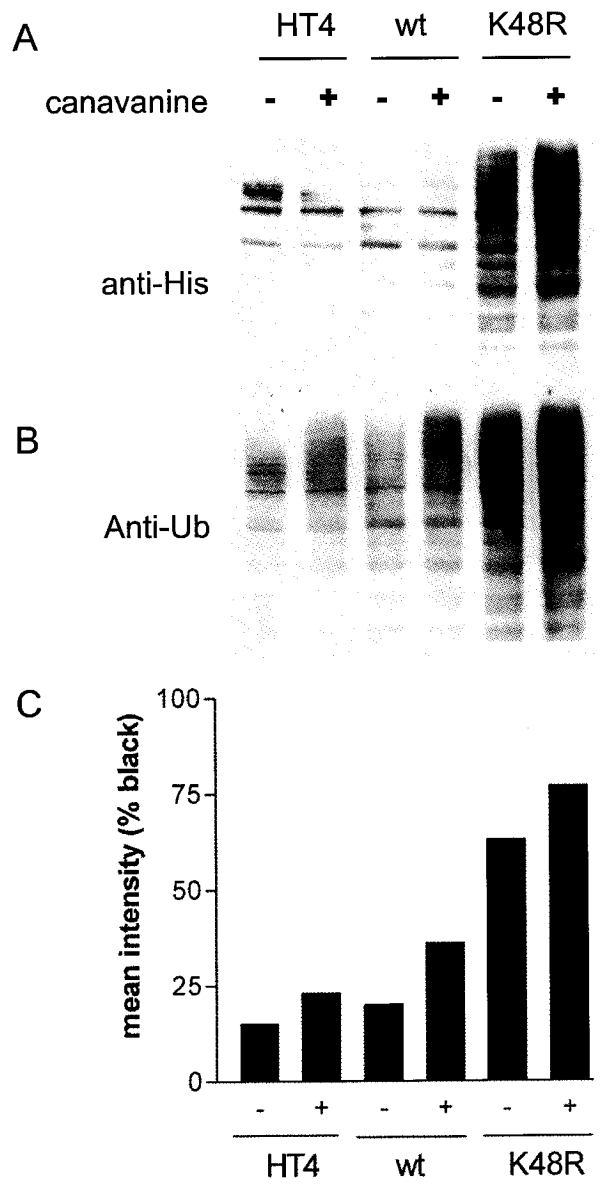 A
HT4 wt K48R
canavanine - + - + - +
anti-His
B
Anti-Ub
C
mean intensity (% black)
100
75
50
25
0
- + - + - +
HT4 wt K48R